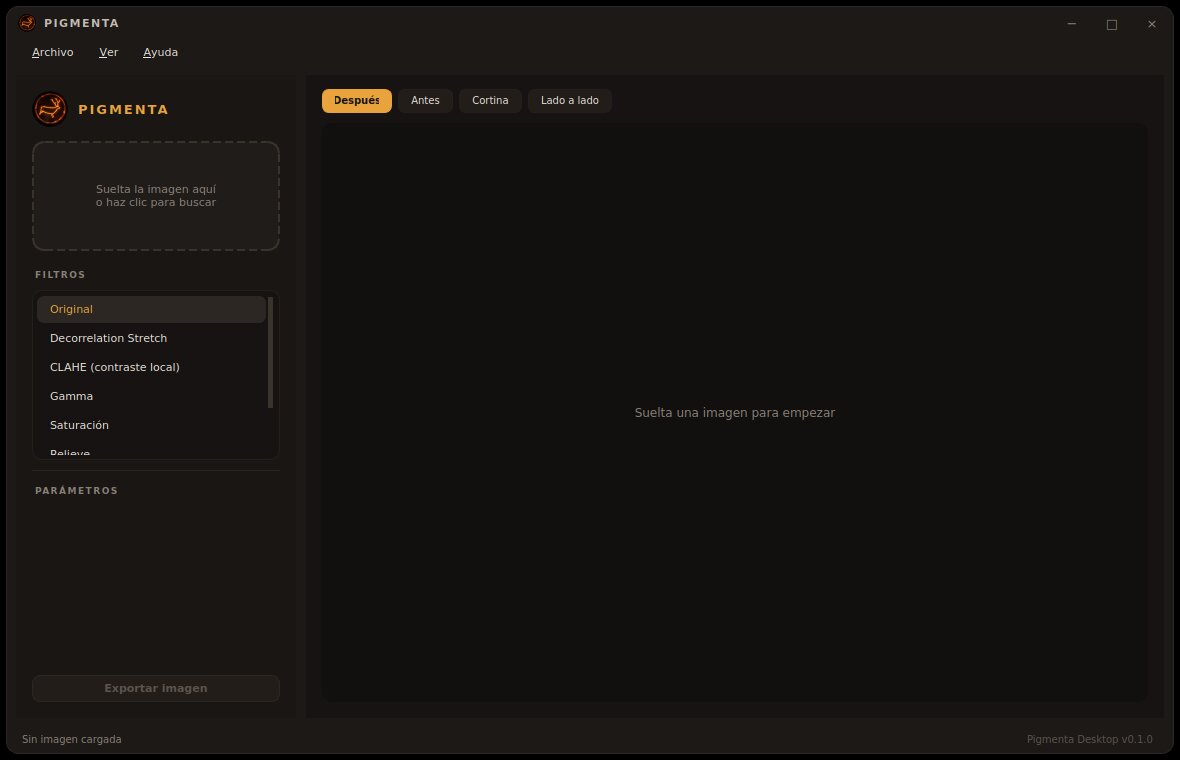 PIGMENTA
Archivo Ver Ayuda
PIGMENTA
Suelta la imagen aquí
o haz clic para buscar
FILTROS
Original
Decorrelation Stretch
CLAHE (contraste local)
Gamma
Saturación
Relieve
PARÁMETROS
Exportar imagen
Después Antes Cortina Lado a lado
Suelta una imagen para empezar
Sin imagen cargada
Pigmenta Desktop v0.1.0